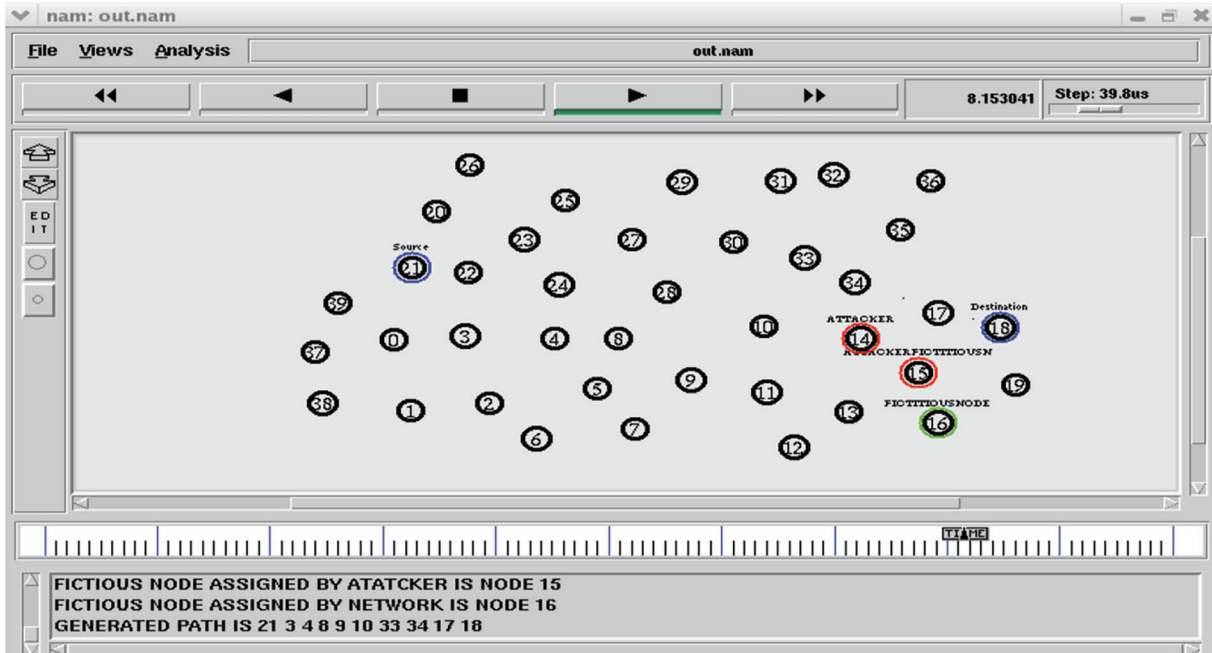 nam: out.nam
File Views Analysis out.nam
8.153041 Step: 39.8us
ED
IT
26
29 31 32 36
20 25
23 27 30 35
Source
21 22 33
24 28 34
39
ATTACKER 17 Destination
0 3 4 8 10 14 18
37 ATTACKERFICTITIOUSN
15
5 9 11 19
38 1 2 13 FICTITIOUSNODE
16
6 7 12
TIME
FICTIOUS NODE ASSIGNED BY ATATCKER IS NODE 15
FICTIOUS NODE ASSIGNED BY NETWORK IS NODE 16
GENERATED PATH IS 21 3 4 8 9 10 33 34 17 18